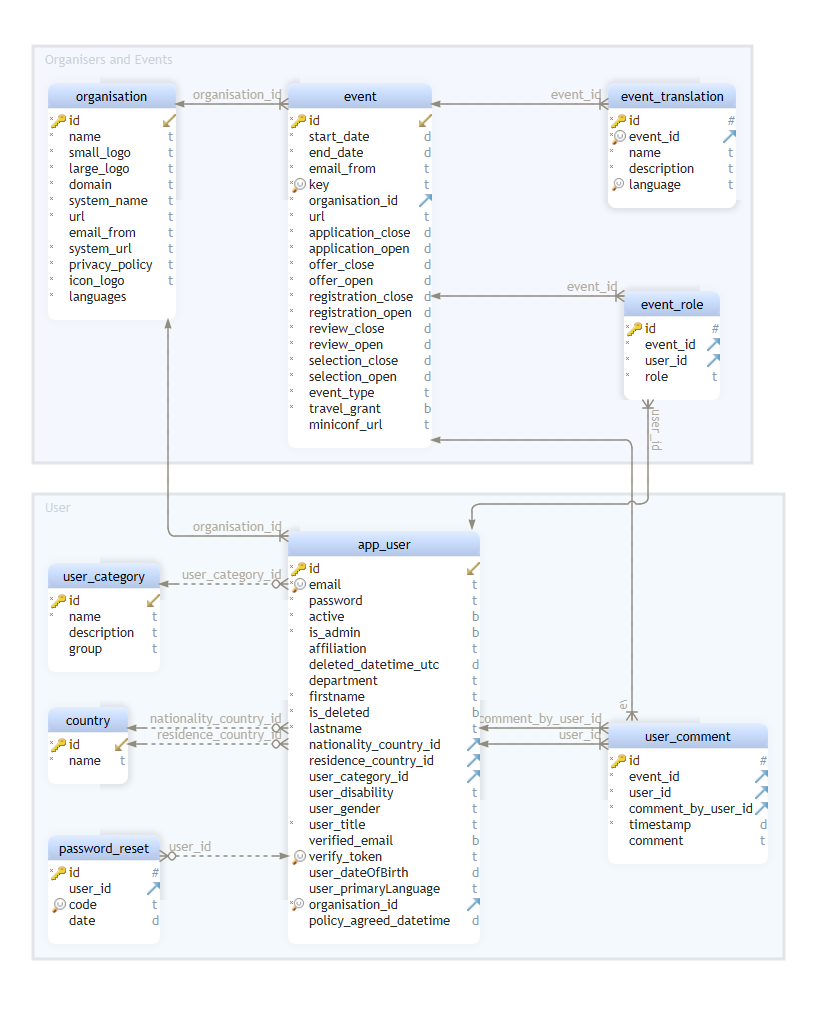 Organisers and Events
organisation
id
name t
small_logo t
large_logo t
domain t
system_name t
url t
email_from t
system_url t
privacy_policy t
icon_logo t
languages
organisation_id
event
id
start_date d
end_date d
email_from t
key t
organisation_id
url t
application_close d
application_open d
offer_close d
offer_open d
registration_close d
registration_open d
review_close d
review_open d
selection_close d
selection_open d
event_type t
travel_grant b
miniconf_url t
event_id
event_translation
id #
event_id
name t
description t
language t
event_id
event_role
id #
event_id
user_id
role t
user_id
User
organisation_id
user_category_id
user_category
id
name t
description t
group t
nationality_country_id
residence_country_id
country
id
name t
user_id
password_reset
id #
user_id
code t
date d
app_user
id
email t
password t
active b
is_admin b
affiliation t
deleted_datetime_utc d
department t
firstname t
is_deleted b
lastname t
nationality_country_id
residence_country_id
user_category_id
user_disability t
user_gender t
user_title t
verified_email b
verify_token t
user_dateOfBirth d
user_primaryLanguage t
organisation_id
policy_agreed_datetime d
comment_by_user_id
user_id
ev
user_comment
id #
event_id
user_id
comment_by_user_id
timestamp d
comment t